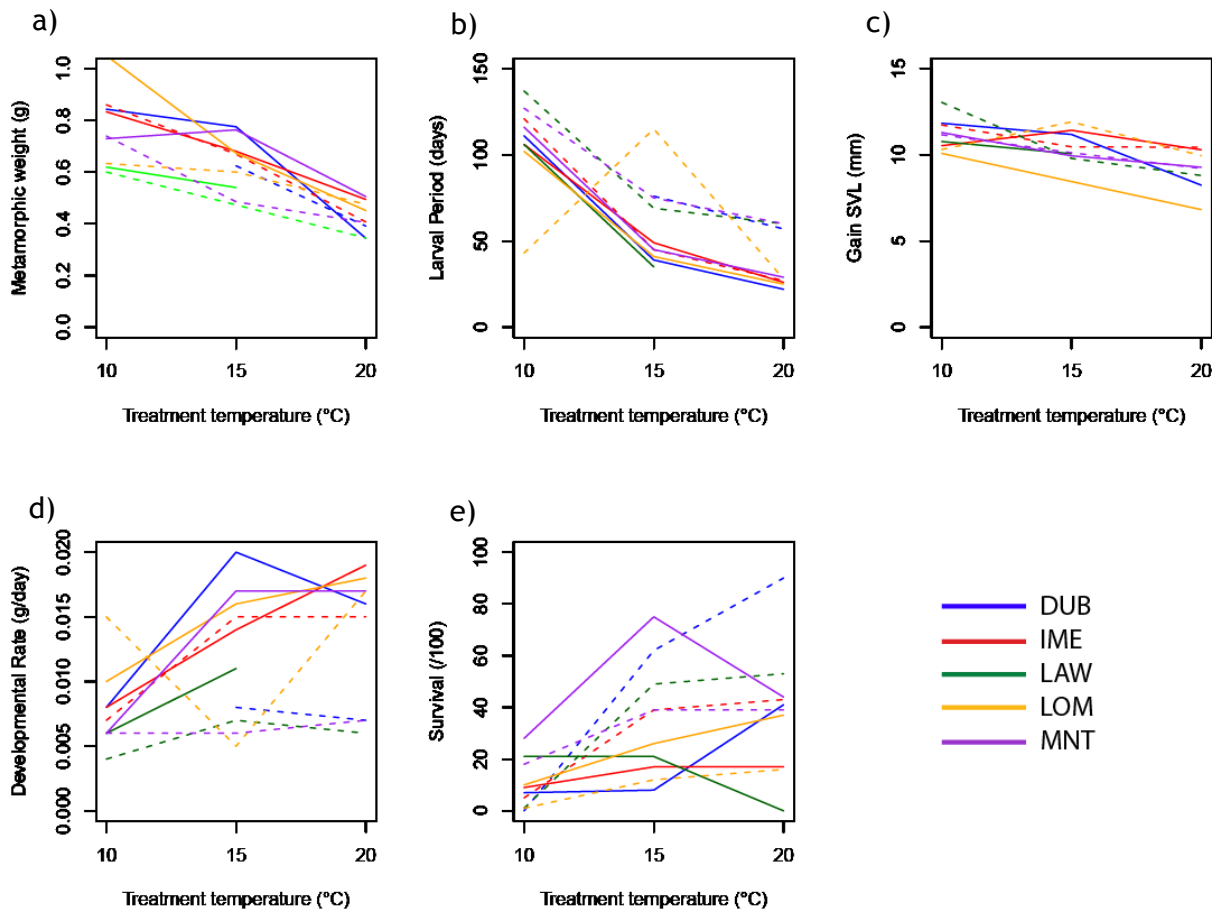 a)
Metamorphic weight (g)
0.0 0.2 0.4 0.6 0.8 1.0
10 15 20
Treatment temperature (°C)
b)
Larval Period (days)
0 50 100 150
10 15 20
Treatment temperature (°C)
c)
Gain SVL (mm)
0 5 10 15
10 15 20
Treatment temperature (°C)
d)
Developmental Rate (g/day)
0.000 0.005 0.010 0.015 0.020
10 15 20
Treatment temperature (°C)
e)
Survival (/100)
0 20 40 60 80 100
10 15 20
Treatment temperature (°C)
DUB
IME
LAW
LOM
MNT